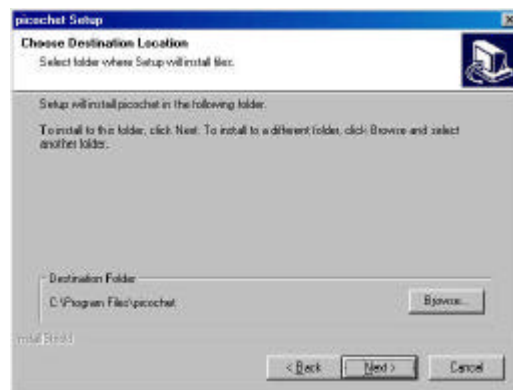 picochet Setup
Choose Destination Location
Select folder where Setup will install files.
Setup will install picochet in the following folder.
To install to this folder, click Next. To install to a different folder, click Browse and select
another folder.
Destination Folder
C:\Program Files\picochet
Browse...
Install Shield
< Back
Next >
Cancel